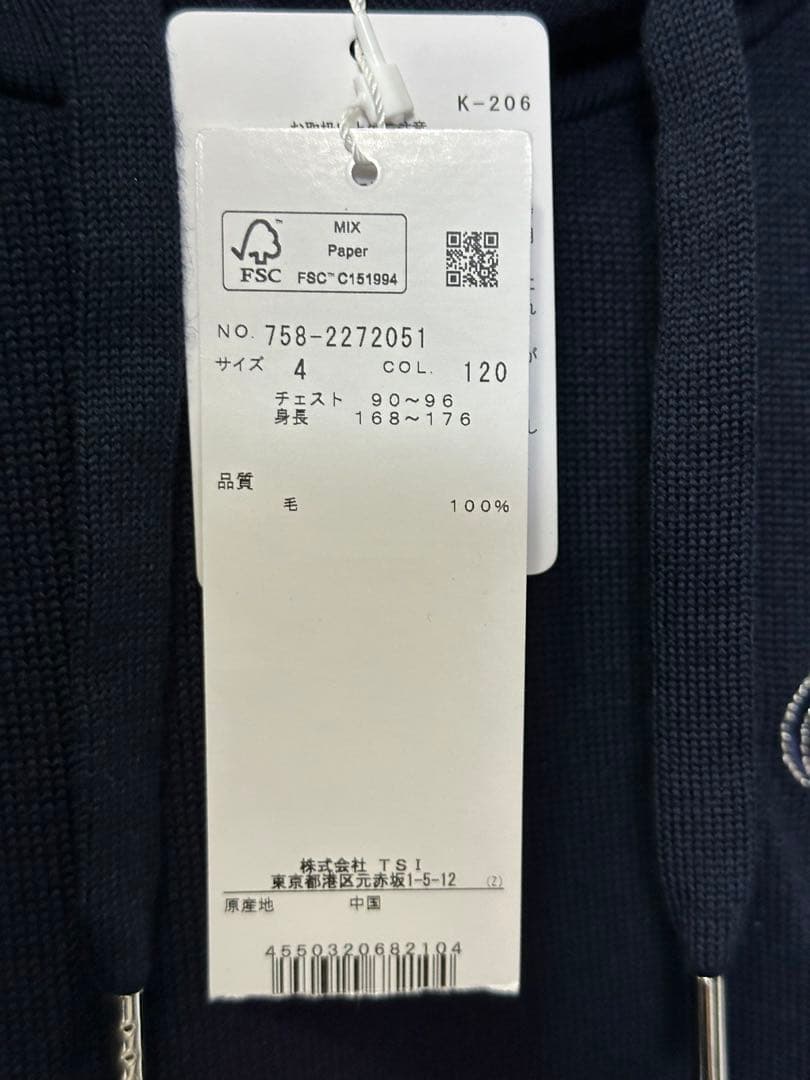 K-206
MIX
Paper
FSC™ C151994
FSC
NO. 758-2272051
サイズ 4 COL. 120
チェスト 90～96
身長 168～176
品質
毛 100%
株式会社 TSI
東京都港区元赤坂1-5-12 (Z)
原産地 中国
4550320682104